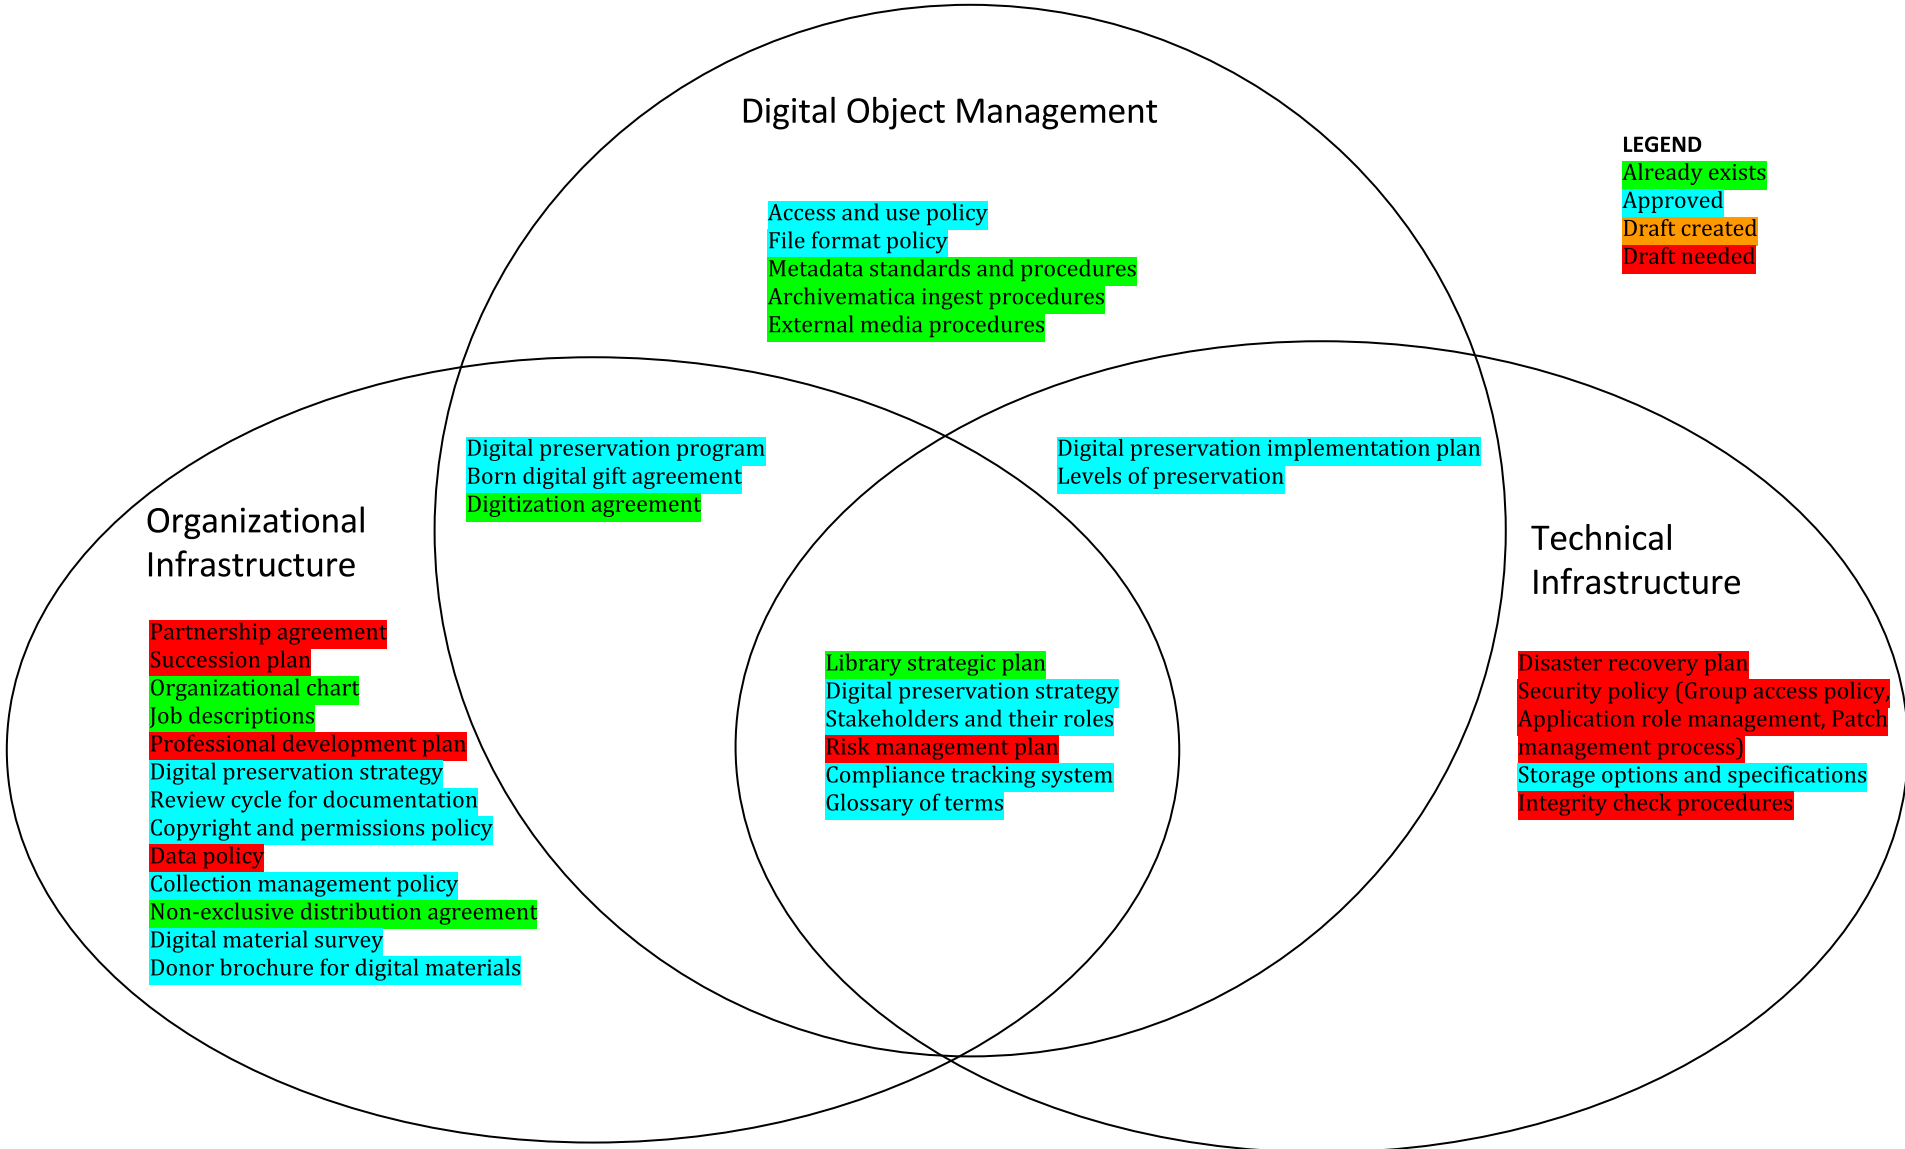 Digital Object Management
LEGEND
Already exists
Approved
Draft created
Draft needed
Access and use policy
File format policy
Metadata standards and procedures
Archivematica ingest procedures
External media procedures
Digital preservation program
Born digital gift agreement
Digitization agreement
Digital preservation implementation plan
Levels of preservation
Organizational
Infrastructure
Partnership agreement
Succession plan
Organizational chart
Job descriptions
Professional development plan
Digital preservation strategy
Review cycle for documentation
Copyright and permissions policy
Data policy
Collection management policy
Non-exclusive distribution agreement
Digital material survey
Donor brochure for digital materials
Library strategic plan
Digital preservation strategy
Stakeholders and their roles
Risk management plan
Compliance tracking system
Glossary of terms
Technical
Infrastructure
Disaster recovery plan
Security policy (Group access policy,
Application role management, Patch
management process)
Storage options and specifications
Integrity check procedures